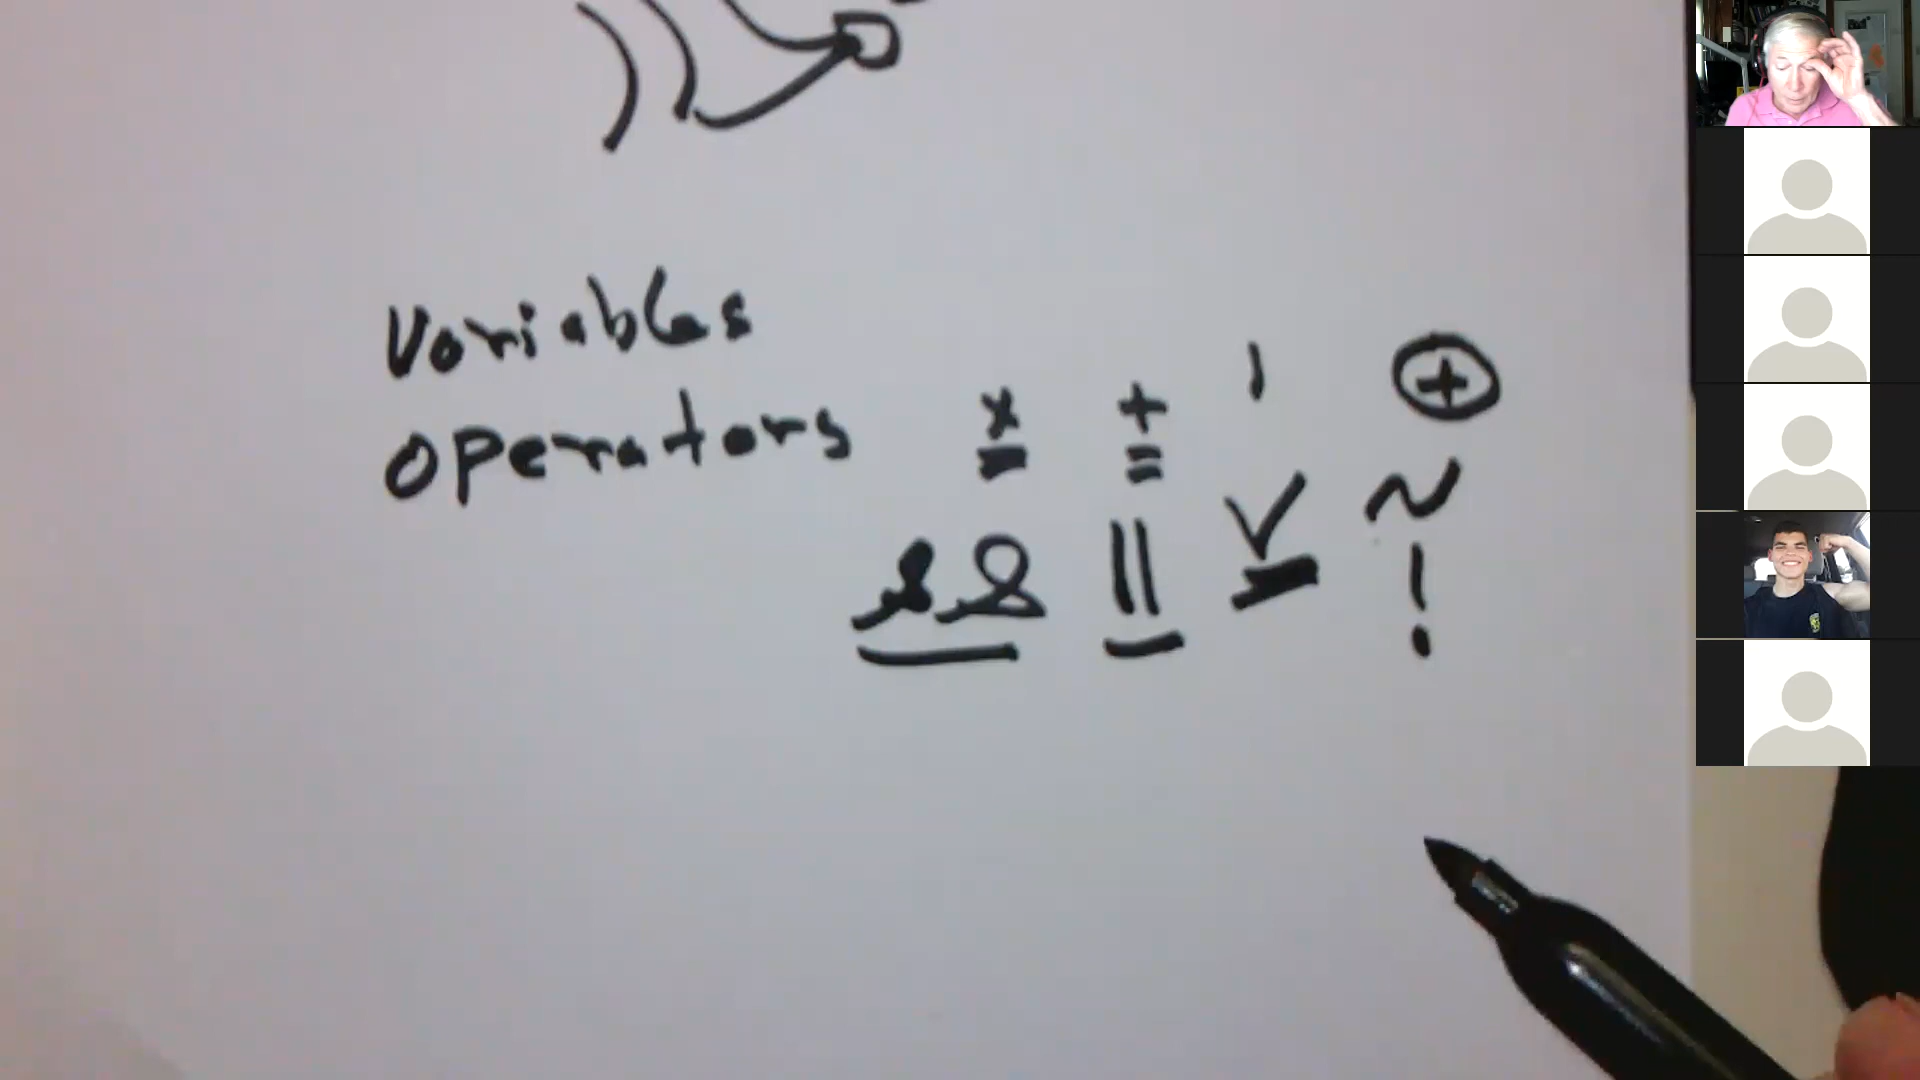 Variables
operators x + ' ⊕
&& || ∨ ~
!